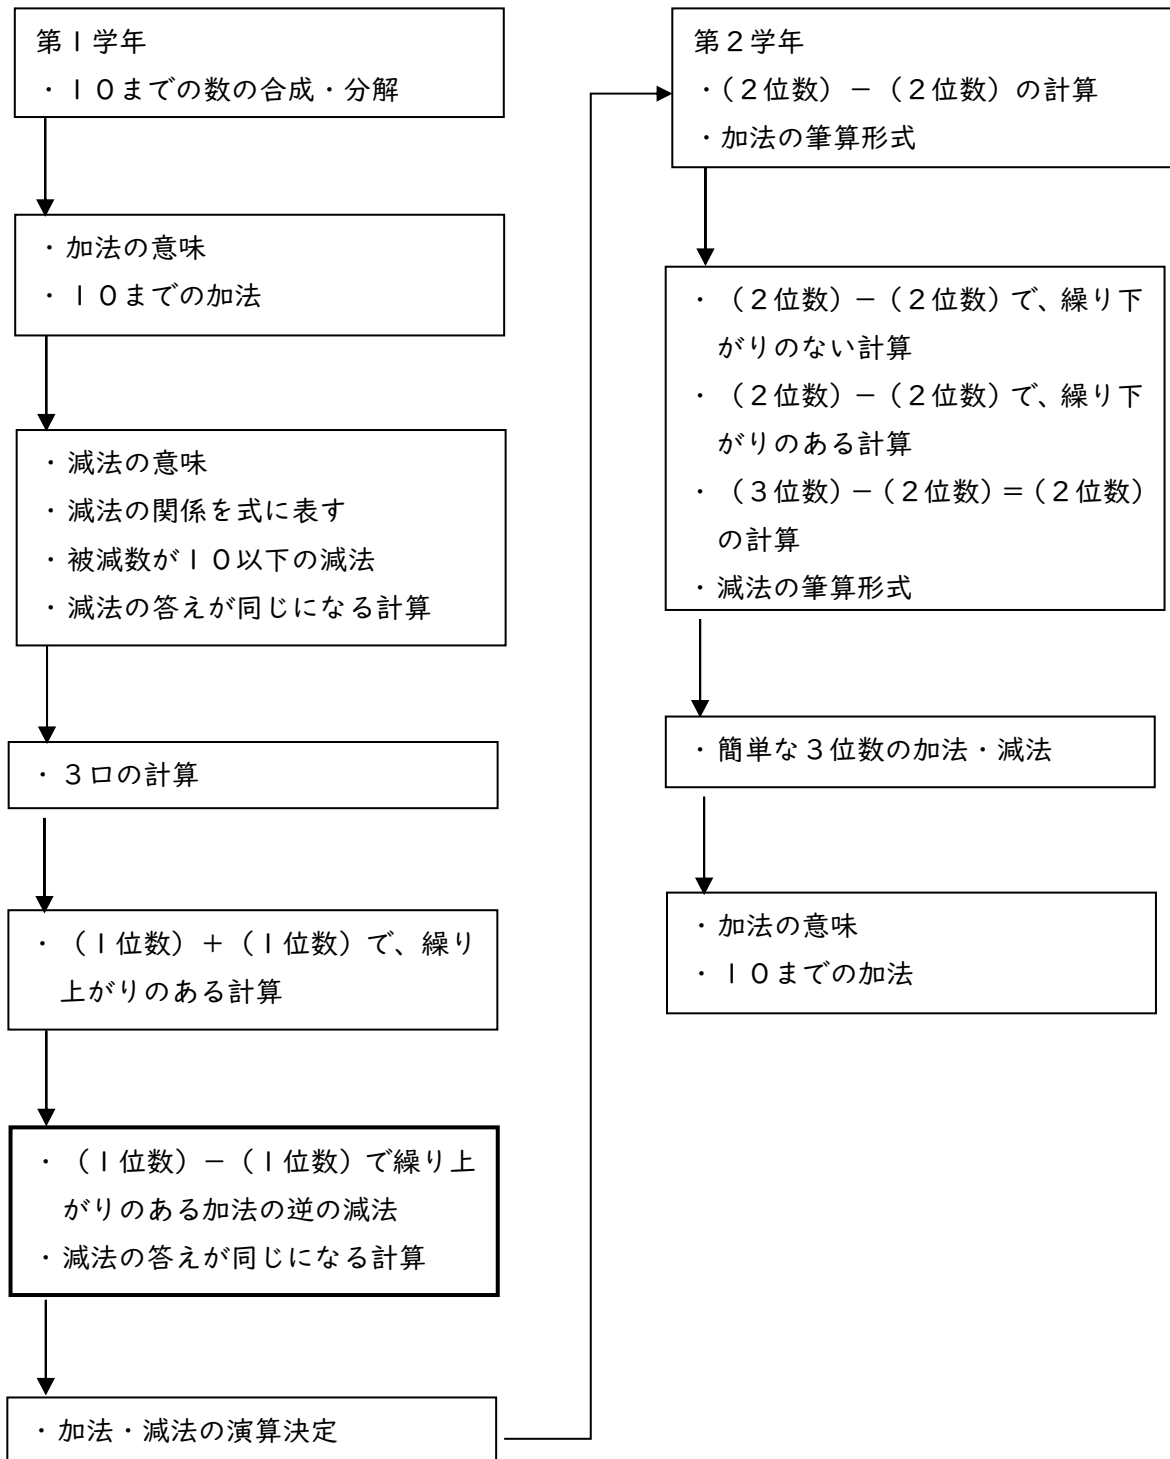 第1学年
・10までの数の合成・分解
・加法の意味
・10までの加法
・減法の意味
・減法の関係を式に表す
・被減数が10以下の減法
・減法の答えが同じになる計算
・3口の計算
・（1位数）＋（1位数）で、繰り
上がりのある計算
・（1位数）－（1位数）で繰り上
がりのある加法の逆の減法
・減法の答えが同じになる計算
・加法・減法の演算決定
第２学年
・（２位数）－（２位数）の計算
・加法の筆算形式
・（２位数）－（２位数）で、繰り下
がりのない計算
・（２位数）－（２位数）で、繰り下
がりのある計算
・（３位数）－（２位数）＝（２位数）
の計算
・減法の筆算形式
・簡単な３位数の加法・減法
・加法の意味
・10までの加法